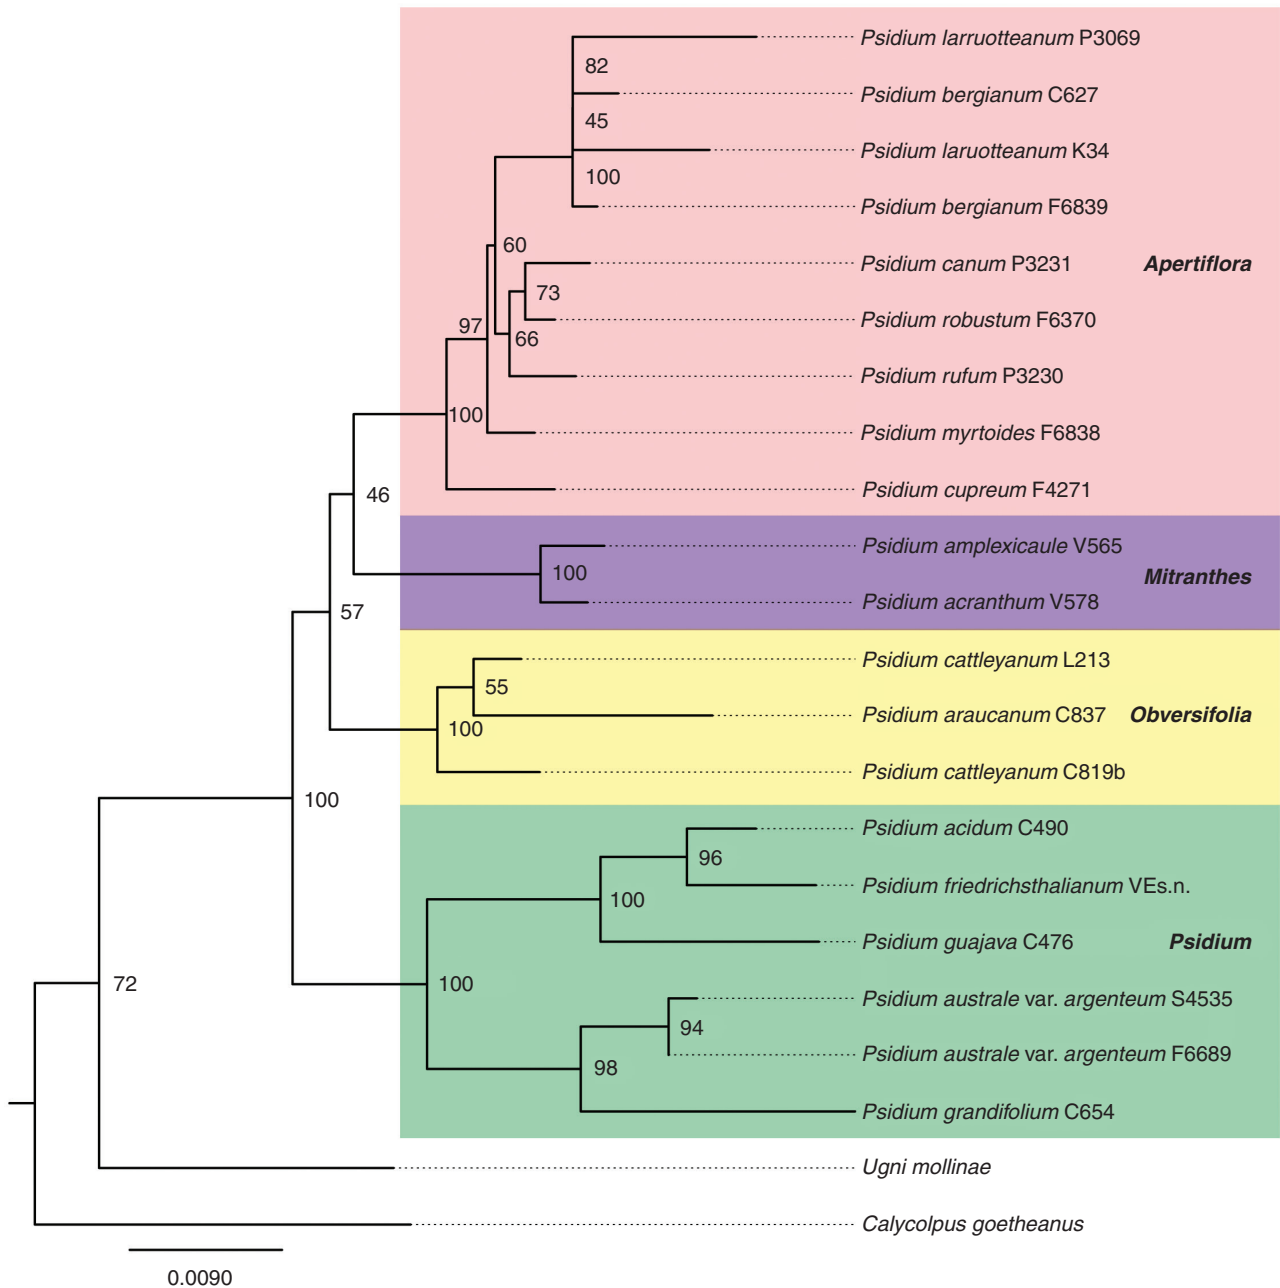 Psidium larruotteanum P3069
82
Psidium bergianum C627
45
Psidium laruotteanum K34
100
Psidium bergianum F6839
60
Psidium canum P3231 Apertiflora
73
Psidium robustum F6370
97
66
Psidium rufum P3230
100
Psidium myrtoides F6838
Psidium cupreum F4271
46
Psidium amplexicaule V565
100 Mitranthes
Psidium acranthum V578
57
Psidium cattleyanum L213
55
Psidium araucanum C837 Obversifolia
100
Psidium cattleyanum C819b
100
Psidium acidum C490
96
Psidium friedrichsthalianum VEs.n.
100
Psidium guajava C476 Psidium
72
100
Psidium australe var. argenteum S4535
94
Psidium australe var. argenteum F6689
98
Psidium grandifolium C654
Ugni mollinae
Calycolpus goetheanus
0.0090